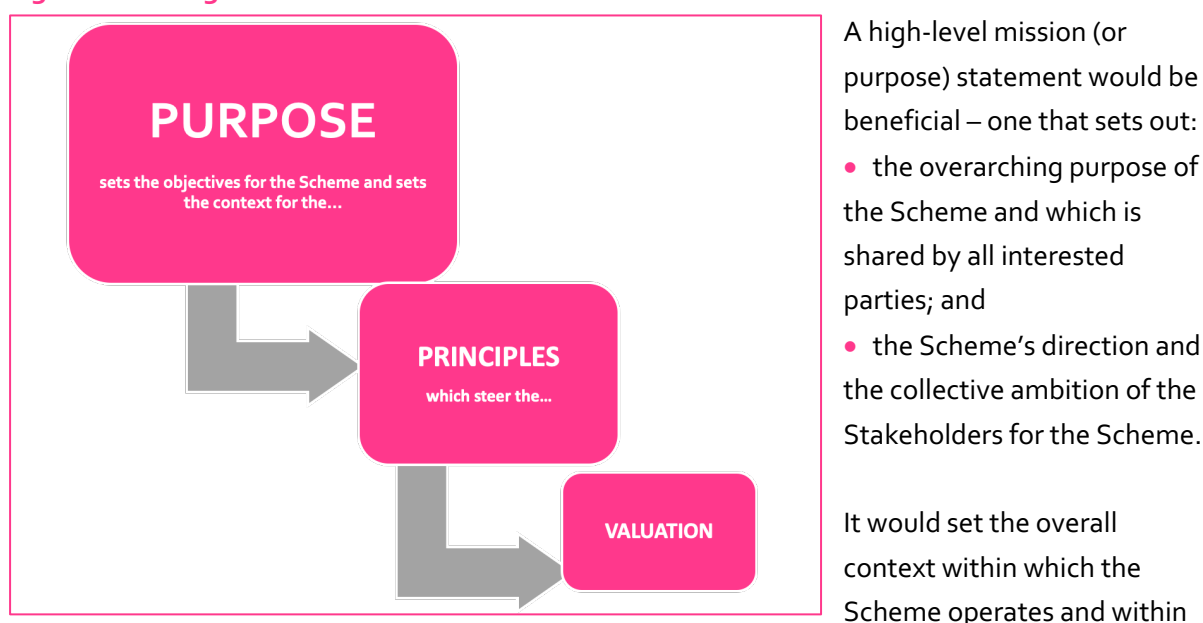 PURPOSE
sets the objectives for the Scheme and sets
the context for the...
PRINCIPLES
which steer the...
VALUATION
A high-level mission (or
purpose) statement would be
beneficial – one that sets out:
• the overarching purpose of
the Scheme and which is
shared by all interested
parties; and
• the Scheme’s direction and
the collective ambition of the
Stakeholders for the Scheme.
It would set the overall
context within which the
Scheme operates and within